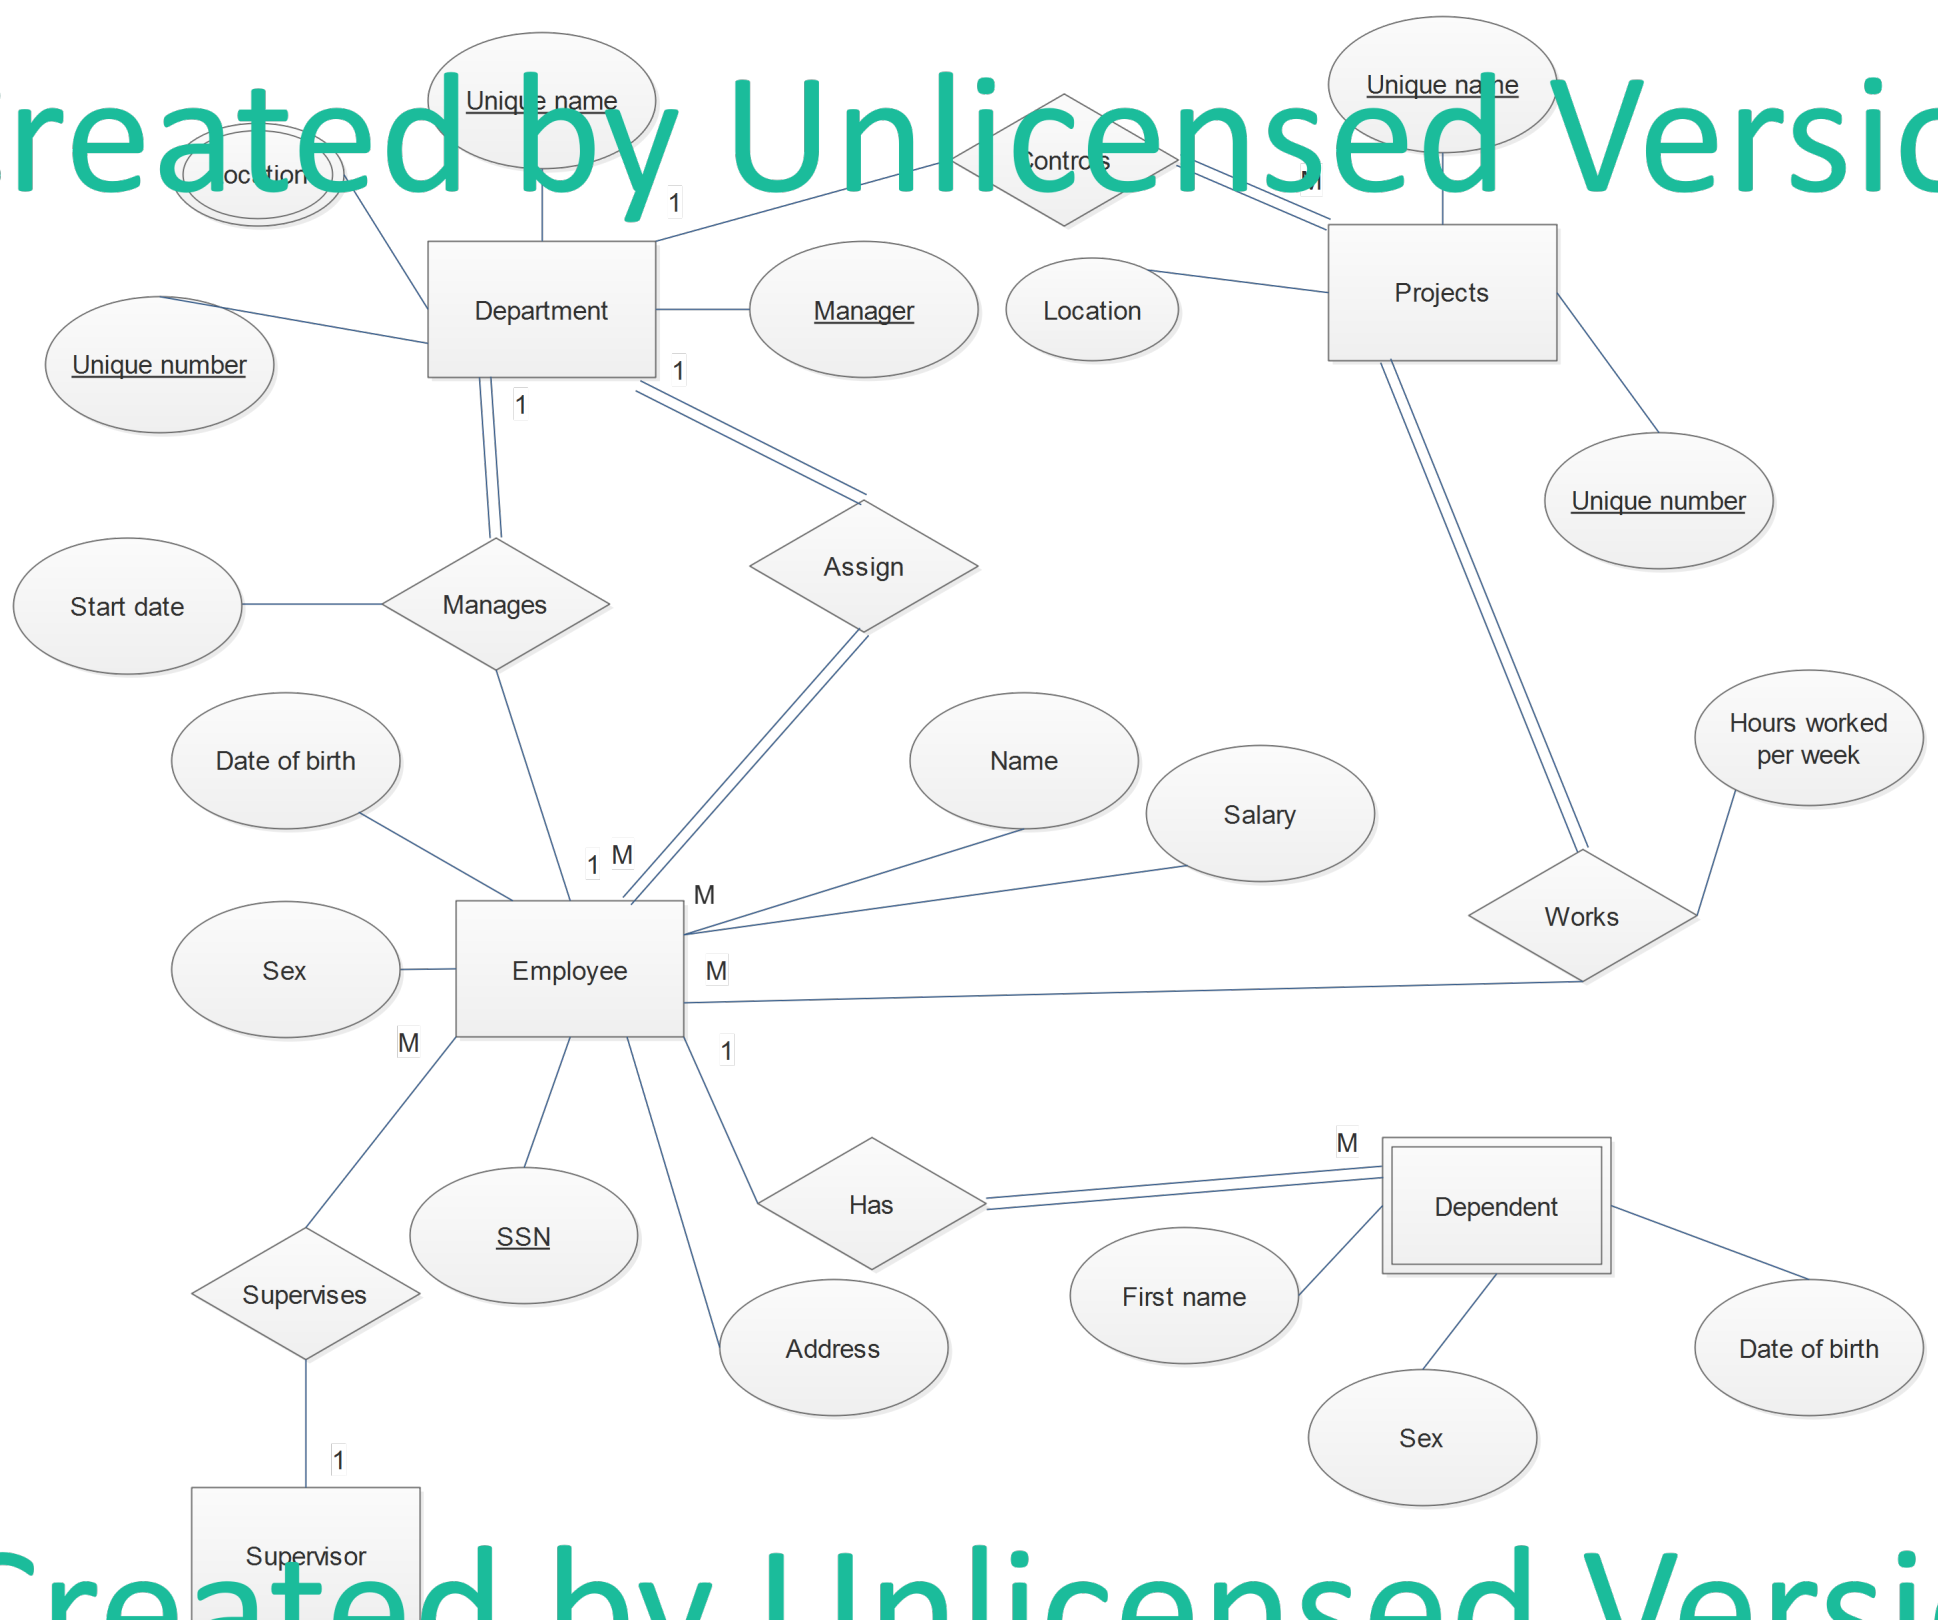 Unique name
Unique name
Created by Unlicensed Versio
Controls
Location
M
1
Projects
Department
Manager
Location
1
Unique number
1
Unique number
Assign
Manages
Start date
Hours worked
per week
Date of birth
Name
Salary
1
M
M
Works
Sex
Employee
M
M
1
M
Dependent
Has
SSN
Supervises
First name
Address
Date of birth
Sex
1
Supervisor
Created by Unlicensed Versi